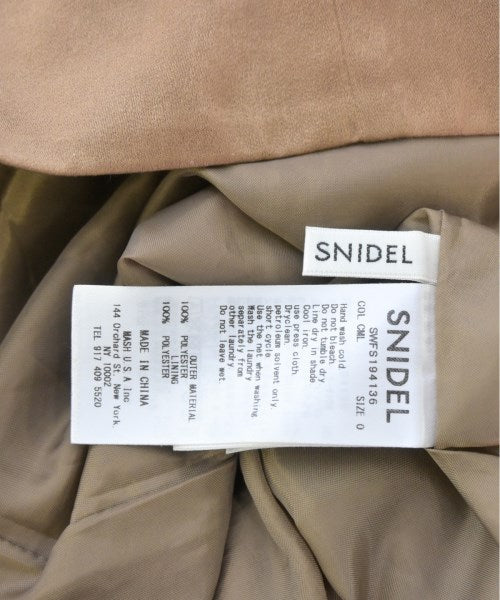 SNIDEL
SNIDEL
SWFS194136
COL CML SIZE 0
Hand wash cold.
Do not bleach
Do not tumble dry
Line dry in shade
Cool iron.
use press cloth
Dryclean.
petroleum solvent only
short cycle
Use the net when washing
Wash the laundry
separately from
other laundry
Do not leave wet.
OUTER MATERIAL
100% POLYESTER
LINING
100% POLYESTER
MADE IN CHINA
MASH U S A Inc
144 Orchard St. New York
NY 10002
TEL 917 409 5520